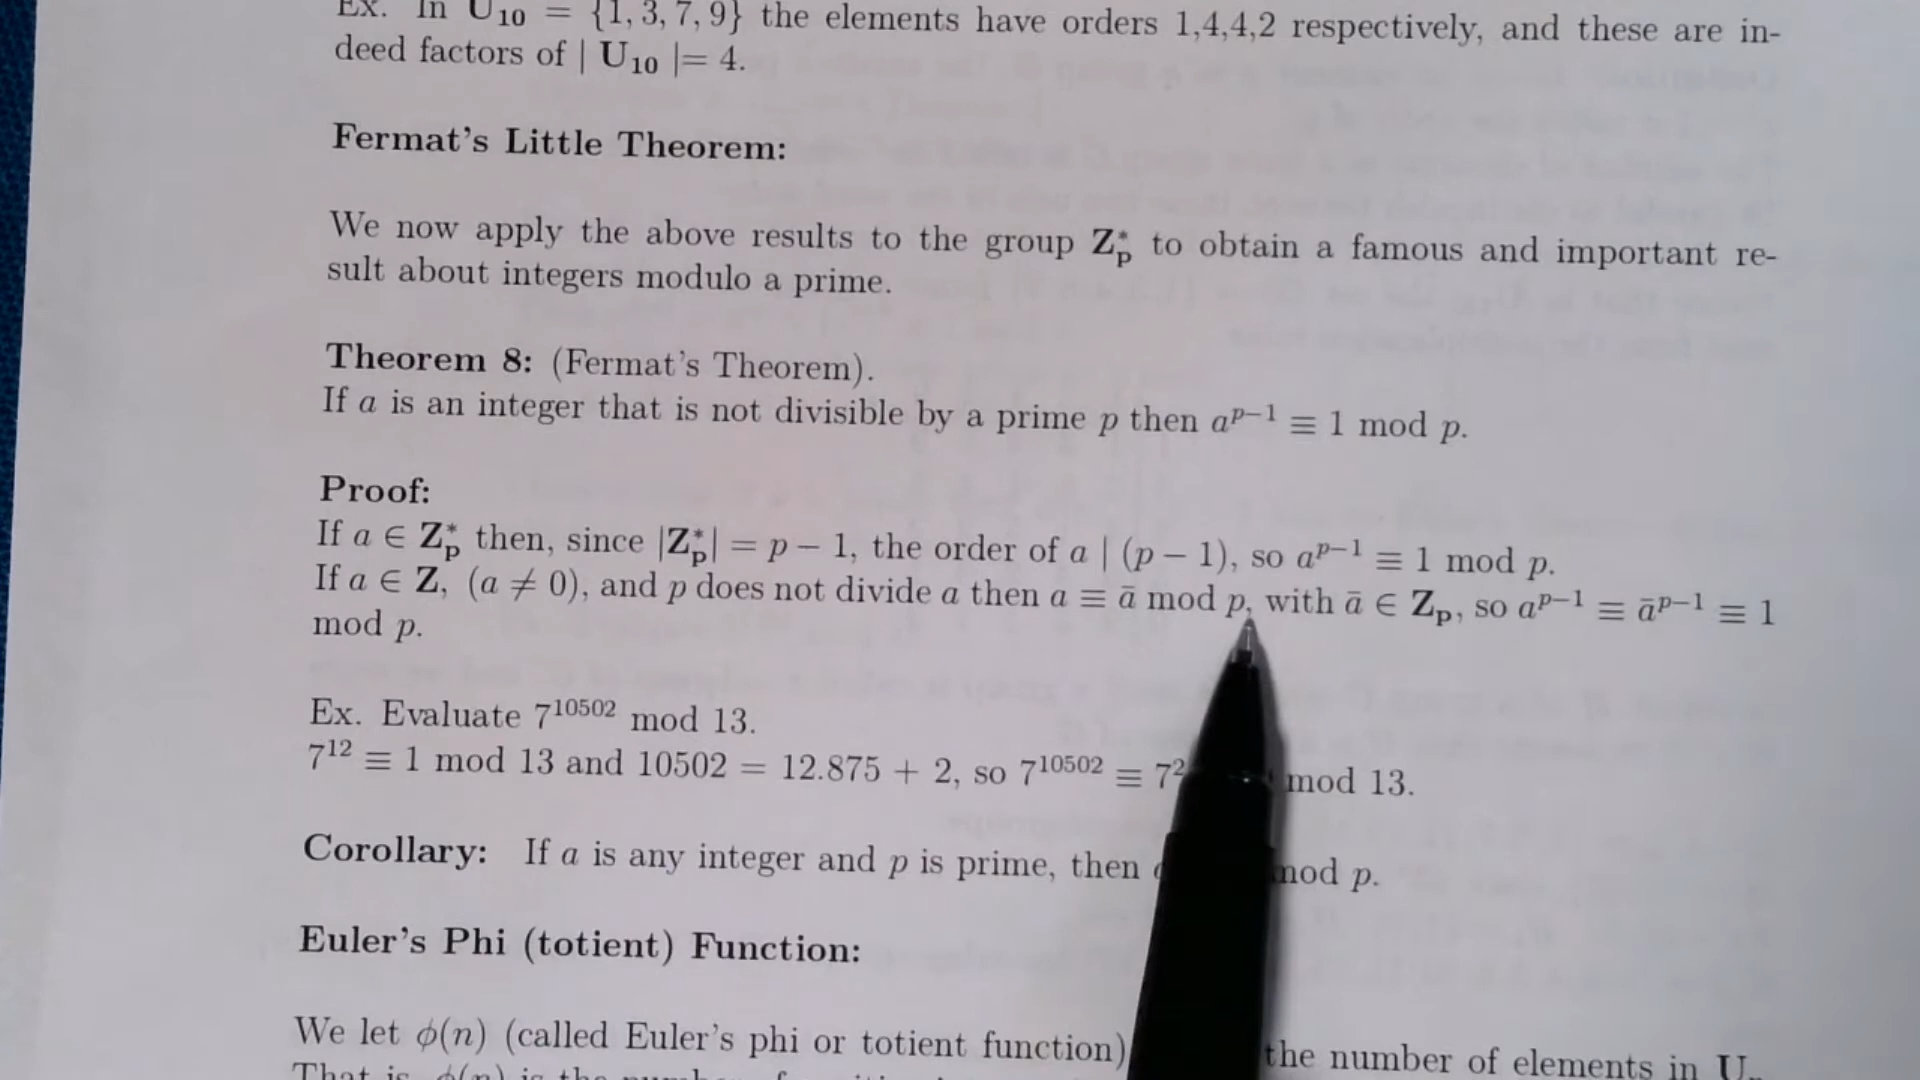 Ex. In U₁₀ = {1, 3, 7, 9} the elements have orders 1,4,4,2 respectively, and these are in-
deed factors of | U₁₀ |= 4.
Fermat's Little Theorem:
We now apply the above results to the group Z*ₚ to obtain a famous and important re-
sult about integers modulo a prime.
Theorem 8: (Fermat's Theorem).
If a is an integer that is not divisible by a prime p then aᵖ⁻¹ ≡ 1 mod p.
Proof:
If a ∈ Z*ₚ then, since |Z*ₚ| = p − 1, the order of a | (p − 1), so aᵖ⁻¹ ≡ 1 mod p.
If a ∈ Z, (a ≠ 0), and p does not divide a then a ≡ ā mod p, with ā ∈ Zₚ, so aᵖ⁻¹ ≡ āᵖ⁻¹ ≡ 1
mod p.
Ex. Evaluate 7¹⁰⁵⁰² mod 13.
7¹² ≡ 1 mod 13 and 10502 = 12.875 + 2, so 7¹⁰⁵⁰² ≡ 7² mod 13.
Corollary: If a is any integer and p is prime, then mod p.
Euler's Phi (totient) Function:
We let ϕ(n) (called Euler's phi or totient function) the number of elements in U
That is, ϕ(n) is the number